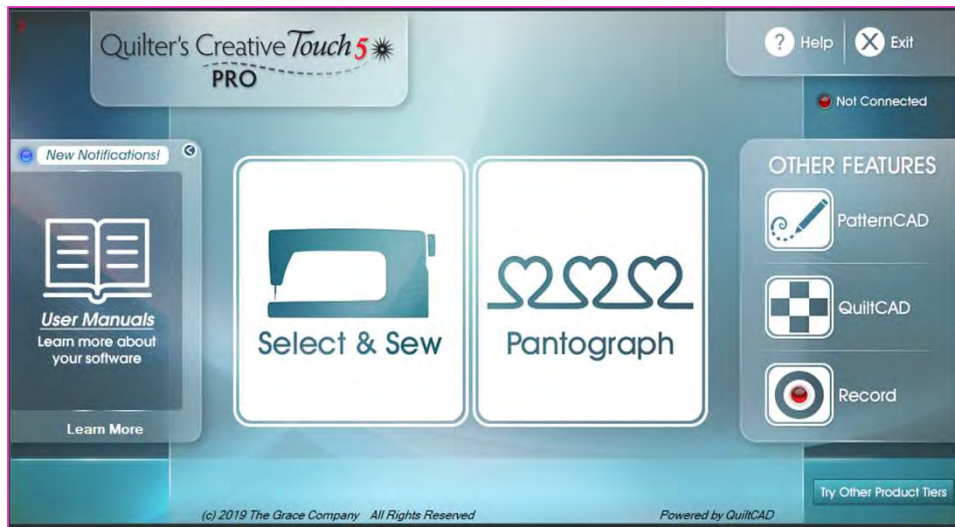 Quilter's Creative Touch 5
PRO
Help
Exit
Not Connected
New Notifications!
User Manuals
Learn more about
your software
Learn More
Select & Sew
Pantograph
OTHER FEATURES
PatternCAD
QuiltCAD
Record
Try Other Product Tiers
(c) 2019 The Grace Company All Rights Reserved
Powered by QuiltCAD